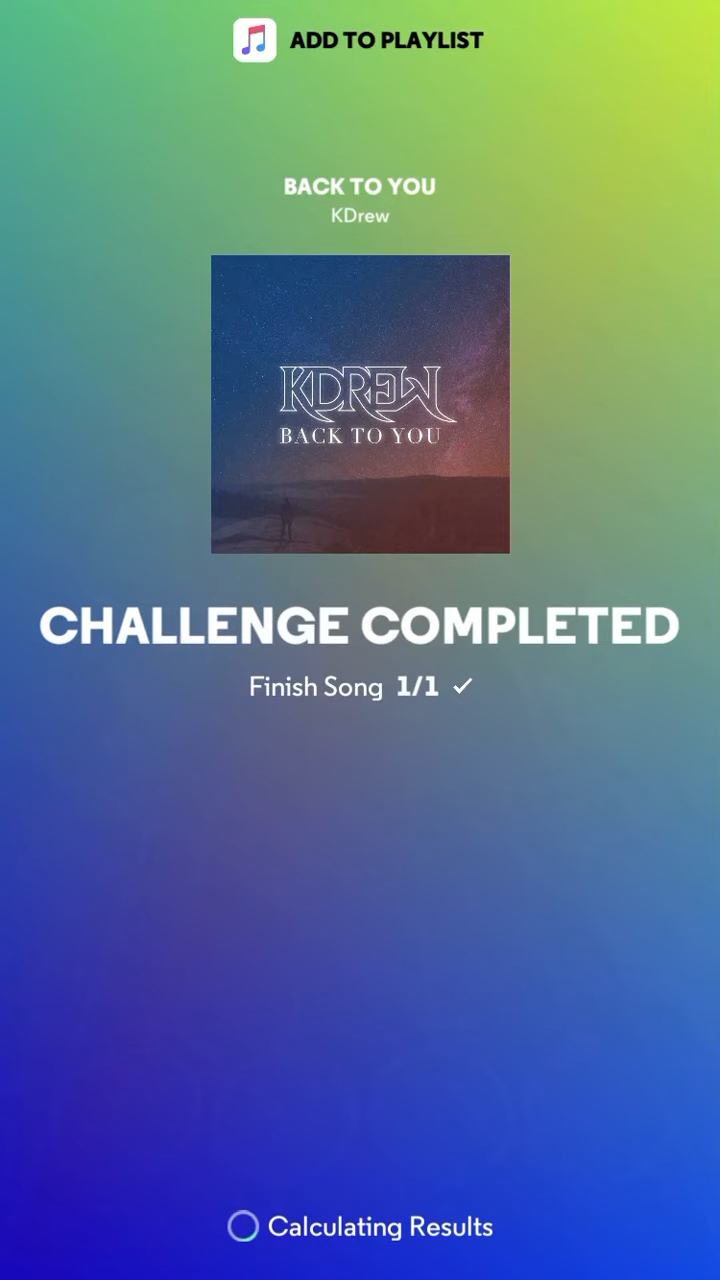 ADD TO PLAYLIST
BACK TO YOU
KDrew
KDREW
BACK TO YOU
CHALLENGE COMPLETED
Finish Song 1/1 ✓
Calculating Results